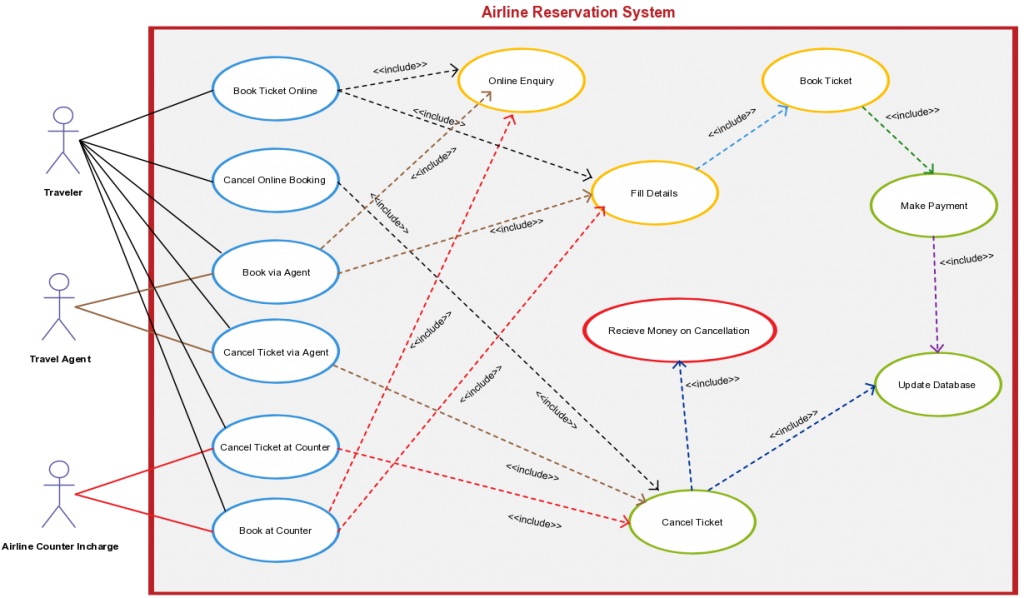 Airline Reservation System
Book Ticket Online
<<include>>
Online Enquiry
Book Ticket
<<include>>
<<include>>
<<include>>
<<include>>
Traveler
Cancel Online Booking
Fill Details
Make Payment
<<include>>
<<include>>
Book via Agent
<<include>>
Travel Agent
Cancel Ticket via Agent
<<include>>
Recieve Money on Cancellation
<<include>>
<<include>>
Update Database
<<include>>
<<include>>
Cancel Ticket at Counter
<<include>>
<<include>>
Airline Counter Incharge
Book at Counter
Cancel Ticket